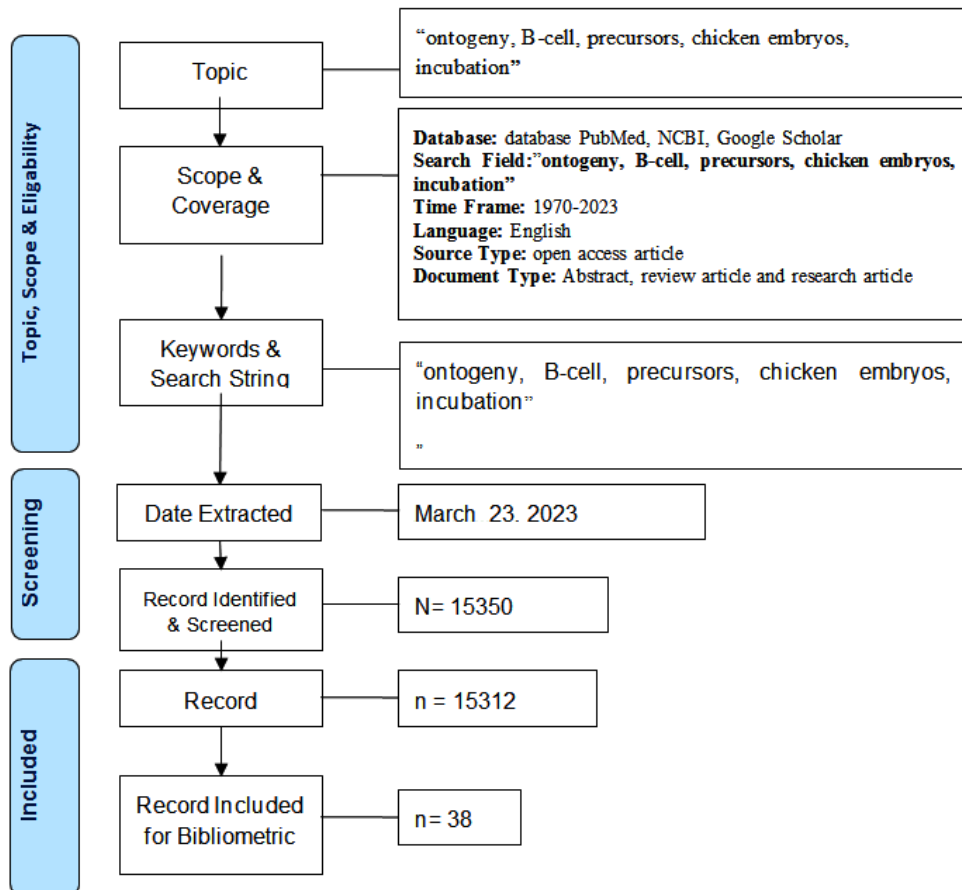 Topic, Scope & Eligability
Topic
“ontogeny, B-cell, precursors, chicken embryos,
incubation”
Scope &
Coverage
Database: database PubMed, NCBI, Google Scholar
Search Field:”ontogeny, B-cell, precursors, chicken embryos,
incubation”
Time Frame: 1970-2023
Language: English
Source Type: open access article
Document Type: Abstract, review article and research article
Keywords &
Search String
“ontogeny, B-cell, precursors, chicken embryos,
incubation”
”
Screening
Date Extracted
March 23. 2023
Record Identified
& Screened
N= 15350
Included
Record
n = 15312
Record Included
for Bibliometric
n= 38